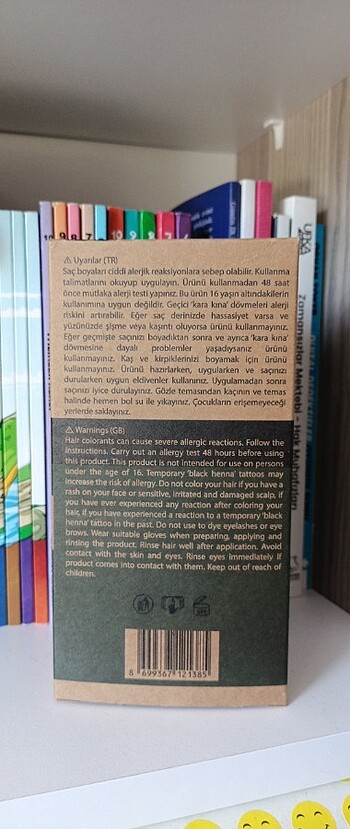 10 9 8 7
⚠ Uyarılar (TR)
Saç boyaları ciddi alerjik reaksiyonlara sebep olabilir. Kullanma
talimatlarını okuyup uygulayın. Ürünü kullanmadan 48 saat
önce mutlaka alerji testi yapınız. Bu ürün 16 yaşın altındakilerin
kullanımına uygun değildir. Geçici 'kara kına' dövmeleri alerji
riskini artırabilir. Eğer saç derinizde hassasiyet varsa ve
yüzünüzde şişme veya kaşıntı oluyorsa ürünü kullanmayınız.
Eğer geçmişte saçınızı boyadıktan sonra ve ayrıca 'kara kına'
dövmesine dayalı problemler yaşadıysanız ürünü
kullanmayınız. Kaş ve kirpiklerinizi boyamak için ürünü
kullanmayınız. Ürünü hazırlarken, uygularken ve saçınızı
durularken uygun eldivenler kullanınız. Uygulamadan sonra
saçınızı iyice durulayınız. Gözle temasından kaçının ve temas
halinde hemen bol su ile yıkayınız. Çocukların erişemeyeceği
yerlerde saklayınız.
⚠ Warnings (GB)
Hair colorants can cause severe allergic reactions. Follow the
instructions. Carry out an allergy test 48 hours before using
this product. This product is not intended for use on persons
under the age of 16. Temporary 'black henna' tattoos may
increase the risk of allergy. Do not color your hair if you have a
rash on your face or sensitive, irritated and damaged scalp, if
you have ever experienced any reaction after coloring your
hair, if you have experienced a reaction to a temporary 'black
henna' tattoo in the past. Do not use to dye eyelashes or eye
brows. Wear suitable gloves when preparing, applying and
rinsing the product. Rinse hair well after application. Avoid
contact with the skin and eyes. Rinse eyes immediately if
product comes into contact with them. Keep out of reach of
children.
8 699367 121385